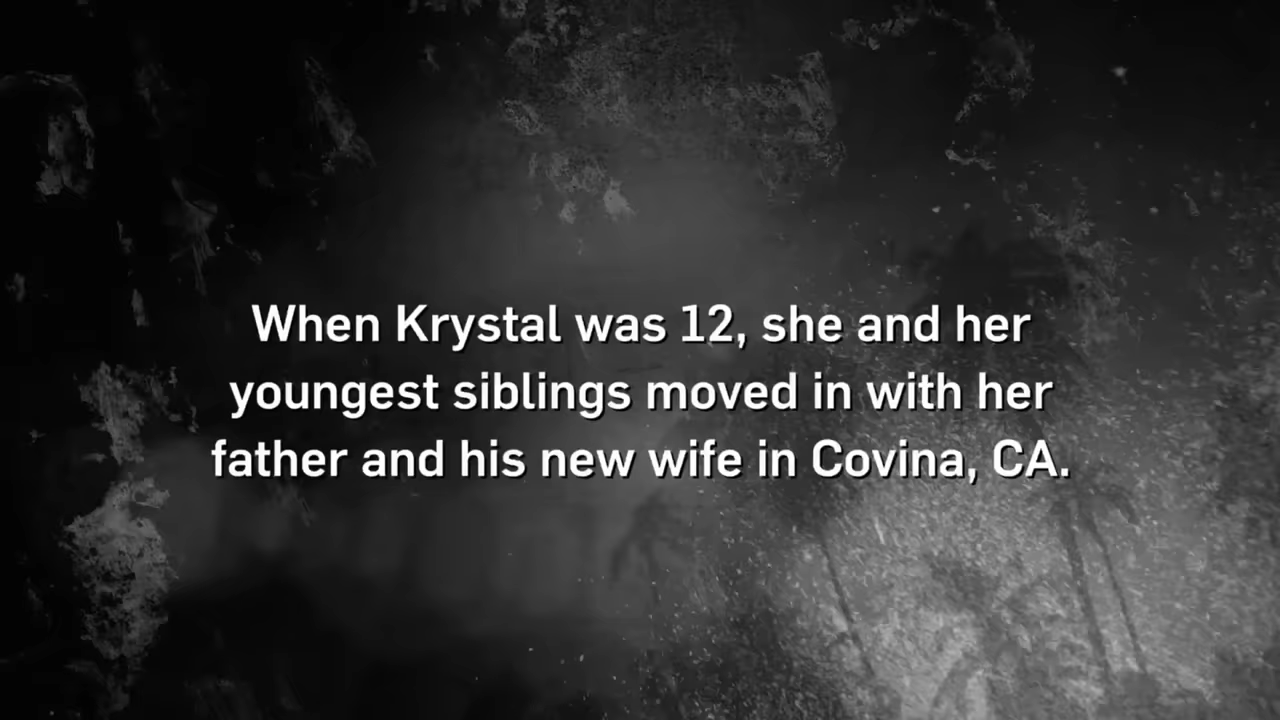 When Krystal was 12, she and her
youngest siblings moved in with her
father and his new wife in Covina, CA.